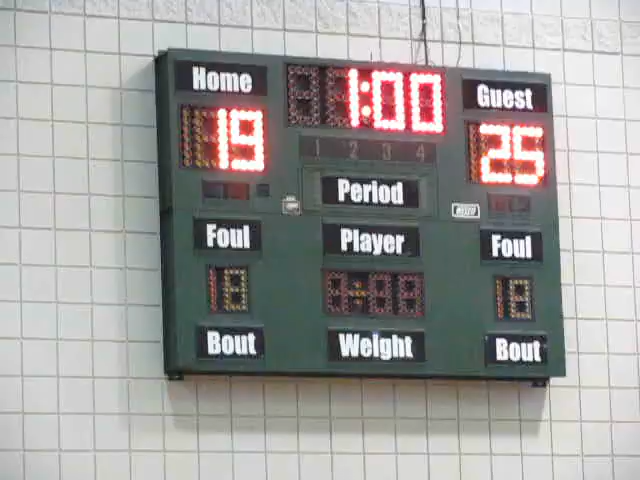 Home 1:00 Guest
19 25
1 2 3 4
Period
Foul Player Foul
Bout Weight Bout